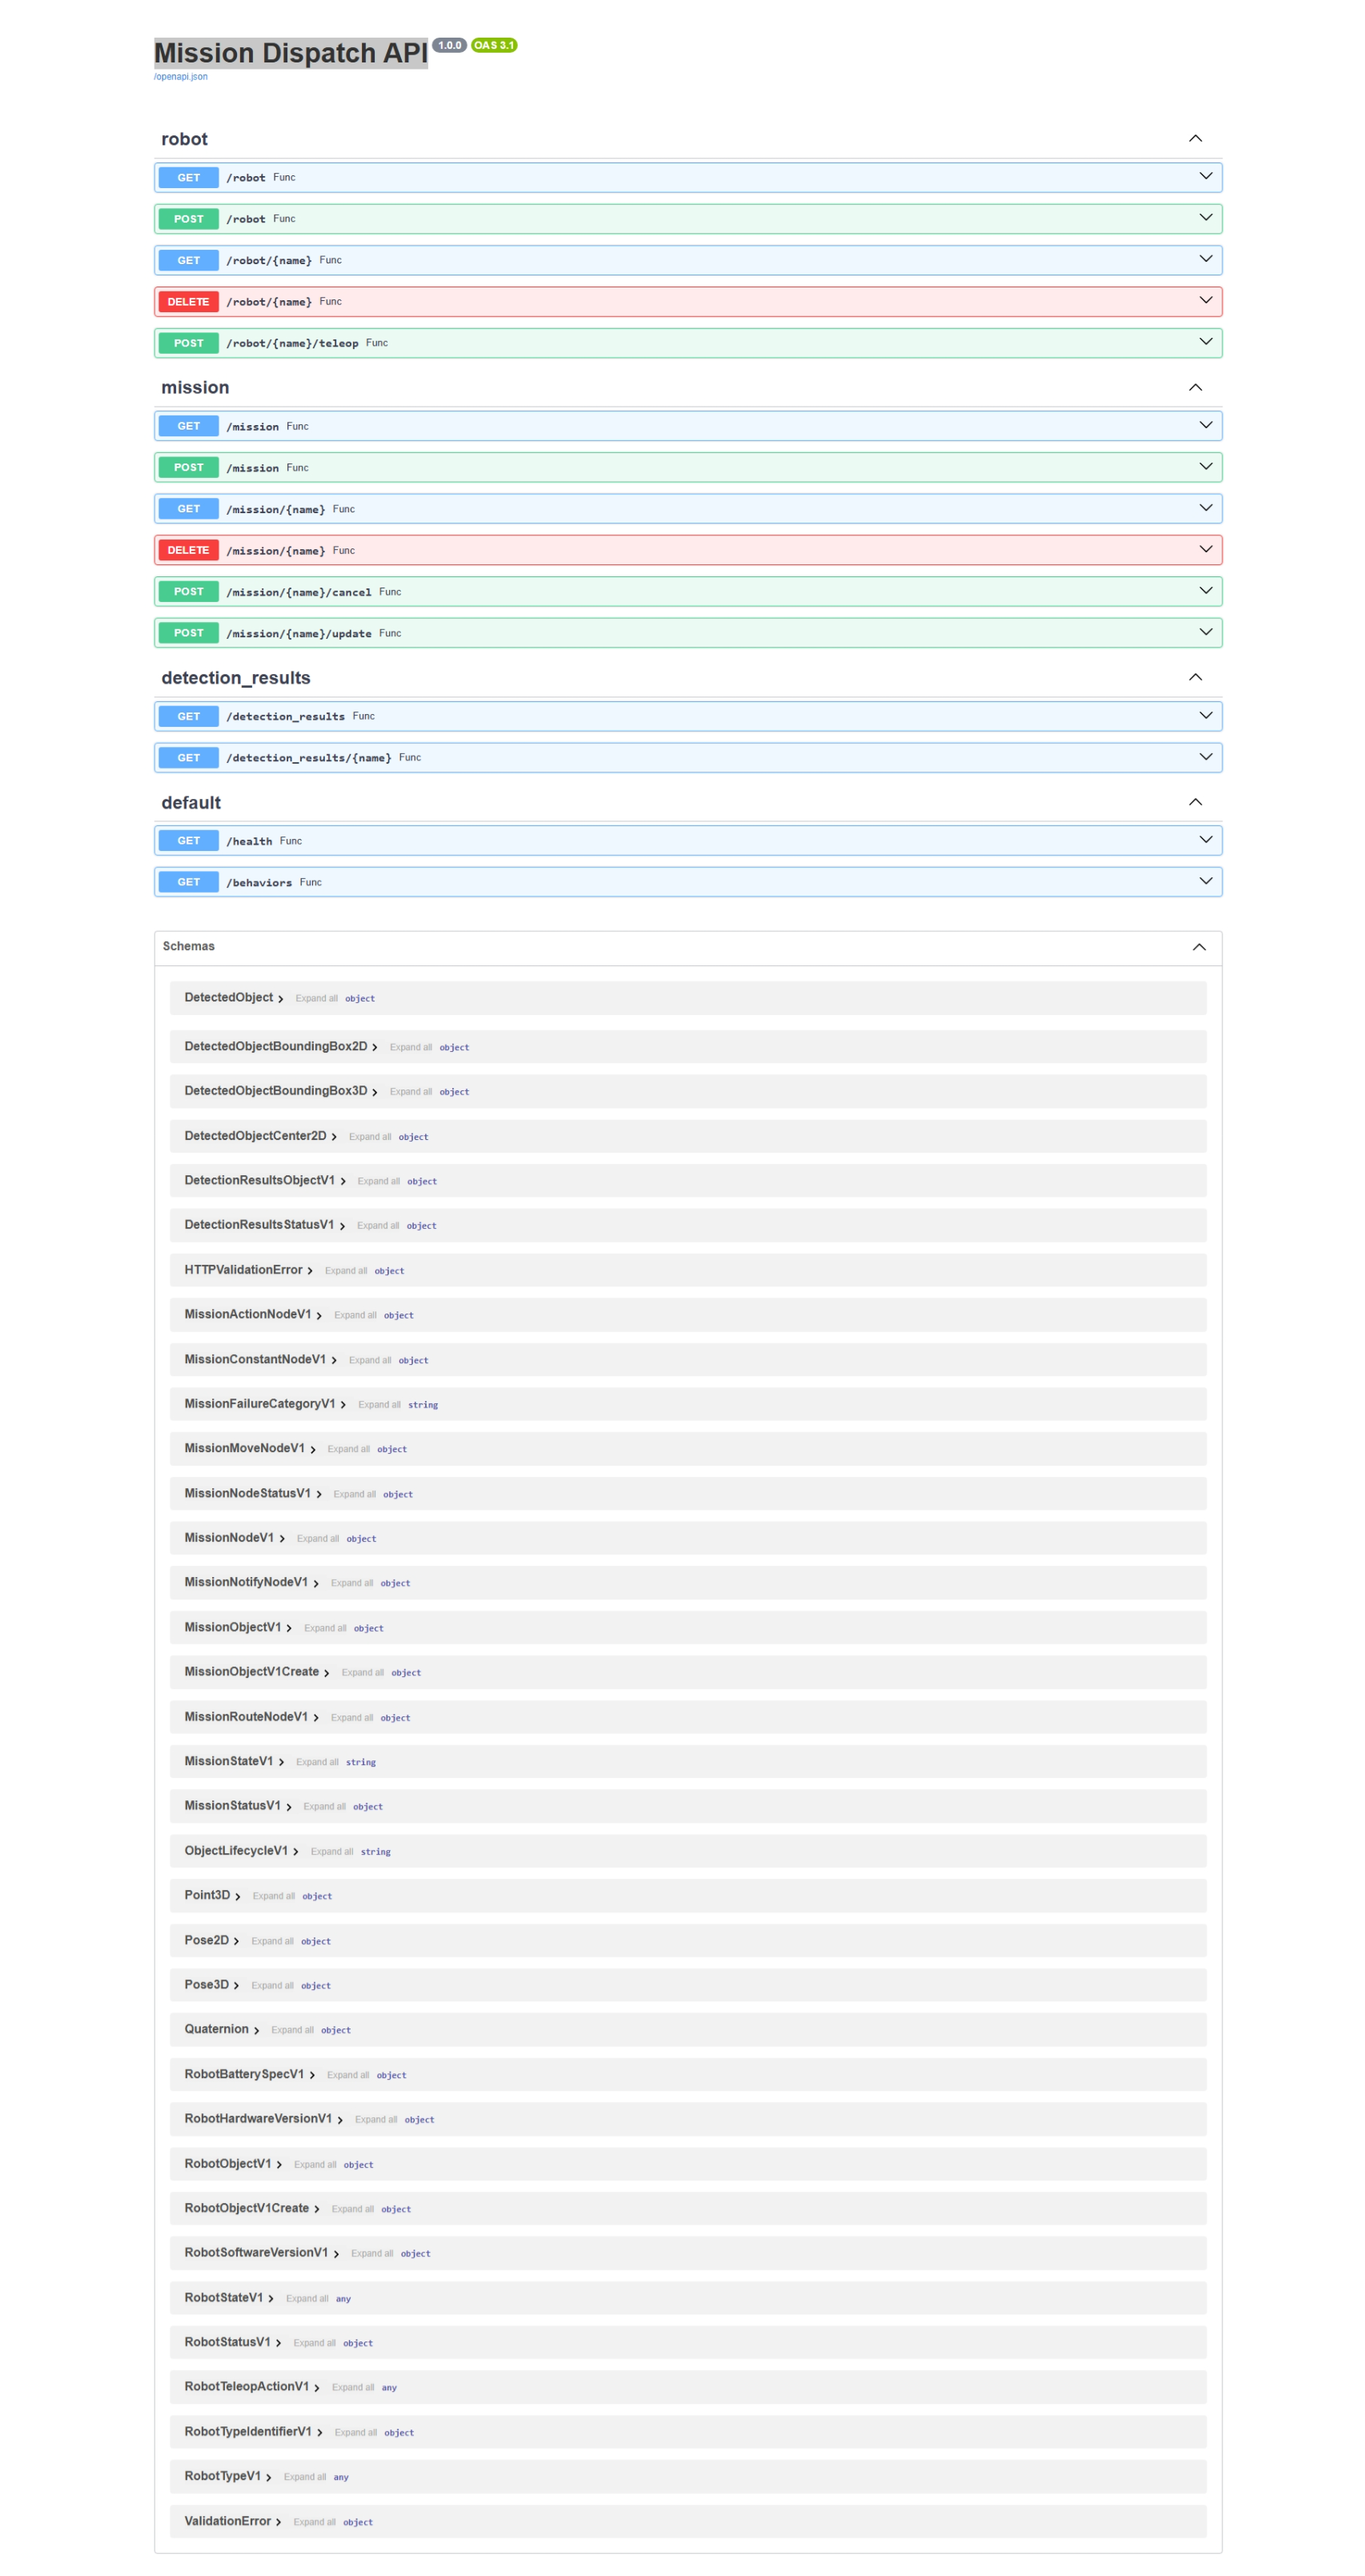 Mission Dispatch API 1.0.0 OAS 3.1
/openapi.json
robot
GET /robot Func
POST /robot Func
GET /robot/{name} Func
DELETE /robot/{name} Func
POST /robot/{name}/teleop Func
mission
GET /mission Func
POST /mission Func
GET /mission/{name} Func
DELETE /mission/{name} Func
POST /mission/{name}/cancel Func
POST /mission/{name}/update Func
detection_results
GET /detection_results Func
GET /detection_results/{name} Func
default
GET /health Func
GET /behaviors Func
Schemas
DetectedObject Expand all object
DetectedObjectBoundingBox2D Expand all object
DetectedObjectBoundingBox3D Expand all object
DetectedObjectCenter2D Expand all object
DetectionResultsObjectV1 Expand all object
DetectionResultsStatusV1 Expand all object
HTTPValidationError Expand all object
MissionActionNodeV1 Expand all object
MissionConstantNodeV1 Expand all object
MissionFailureCategoryV1 Expand all string
MissionMoveNodeV1 Expand all object
MissionNodeStatusV1 Expand all object
MissionNodeV1 Expand all object
MissionNotifyNodeV1 Expand all object
MissionObjectV1 Expand all object
MissionObjectV1Create Expand all object
MissionRouteNodeV1 Expand all object
MissionStateV1 Expand all string
MissionStatusV1 Expand all object
ObjectLifecycleV1 Expand all string
Point3D Expand all object
Pose2D Expand all object
Pose3D Expand all object
Quaternion Expand all object
RobotBatterySpecV1 Expand all object
RobotHardwareVersionV1 Expand all object
RobotObjectV1 Expand all object
RobotObjectV1Create Expand all object
RobotSoftwareVersionV1 Expand all object
RobotStateV1 Expand all any
RobotStatusV1 Expand all object
RobotTeleopActionV1 Expand all any
RobotTypeIdentifierV1 Expand all object
RobotTypeV1 Expand all any
ValidationError Expand all object